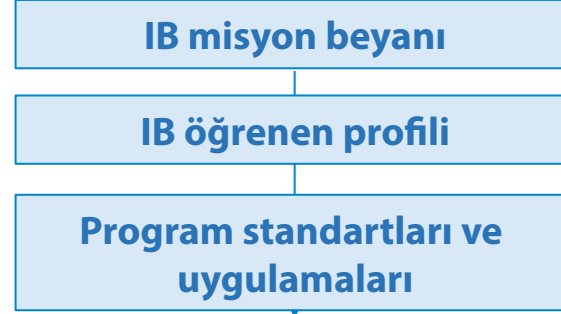 IB misyon beyanı
IB öğrenen profili
Program standartları ve
uygulamaları